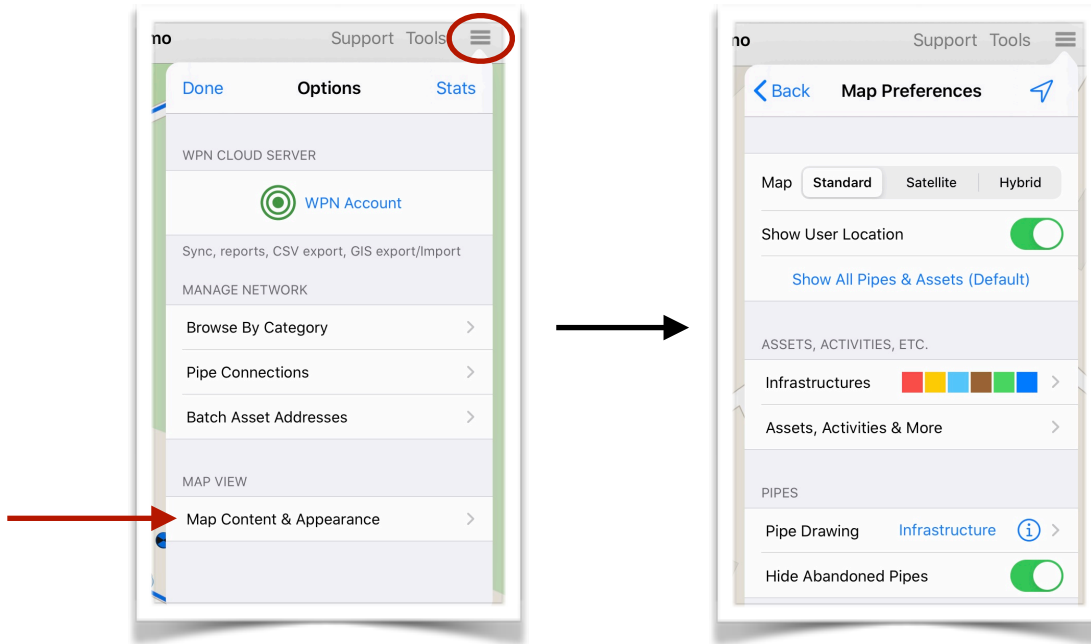 mo Support Tools
Done Options Stats
WPN CLOUD SERVER
WPN Account
Sync, reports, CSV export, GIS export/Import
MANAGE NETWORK
Browse By Category
Pipe Connections
Batch Asset Addresses
MAP VIEW
Map Content & Appearance
no Support Tools
Back Map Preferences
Map Standard Satellite Hybrid
Show User Location
Show All Pipes & Assets (Default)
ASSETS, ACTIVITIES, ETC.
Infrastructures
Assets, Activities & More
PIPES
Pipe Drawing Infrastructure i
Hide Abandoned Pipes